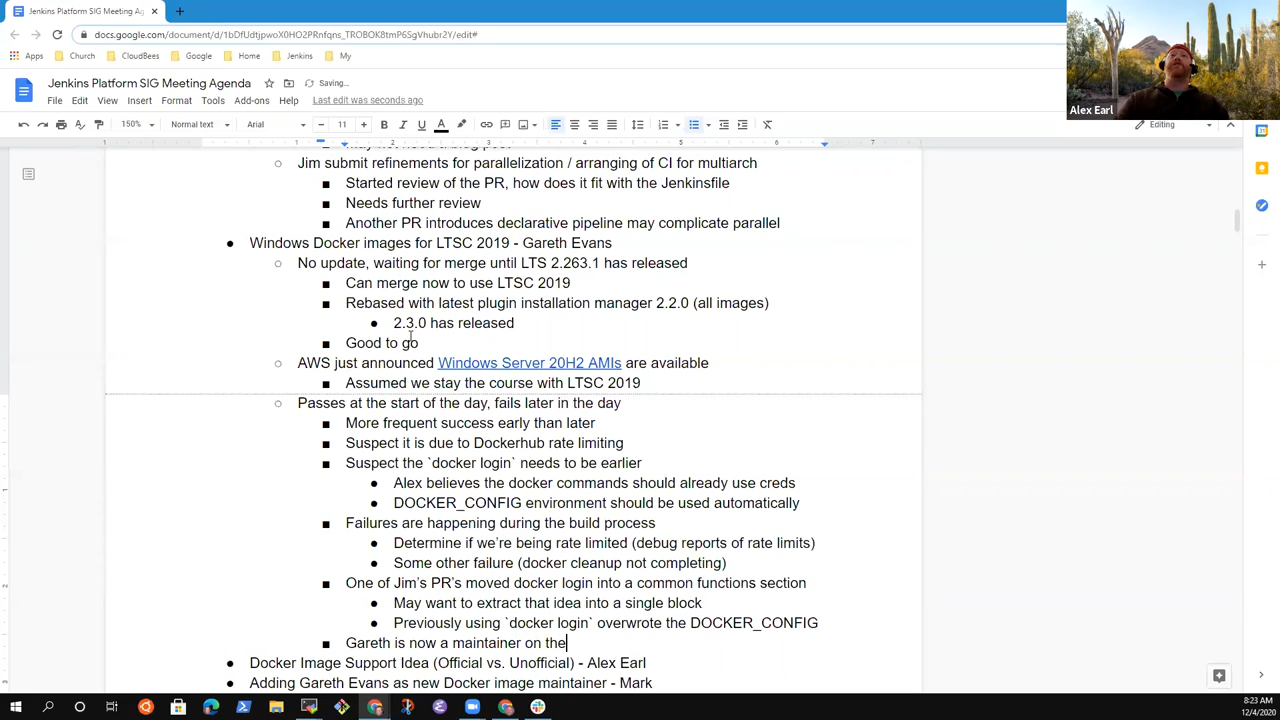 Jenkins Platform SIG Meeting Ag
docs.google.com/document/d/1bDfUdtjpwoX0HO2PRnfqns_TROBOK8tmP6SgVhubr2Y/edit#
Apps Church CloudBees Google Home Jenkins My
Alex Earl
Jenkins Platform SIG Meeting Agenda Saving...
File Edit View Insert Format Tools Add-ons Help Last edit was seconds ago
150% Normal text Arial 11 Editing
1 1 2 3 4 5 6 7
Jim submit refinements for parallelization / arranging of CI for multiarch
Started review of the PR, how does it fit with the Jenkinsfile
Needs further review
Another PR introduces declarative pipeline may complicate parallel
Windows Docker images for LTSC 2019 - Gareth Evans
No update, waiting for merge until LTS 2.263.1 has released
Can merge now to use LTSC 2019
Rebased with latest plugin installation manager 2.2.0 (all images)
2.3.0 has released
Good to go
AWS just announced Windows Server 20H2 AMIs are available
Assumed we stay the course with LTSC 2019
Passes at the start of the day, fails later in the day
More frequent success early than later
Suspect it is due to Dockerhub rate limiting
Suspect the `docker login` needs to be earlier
Alex believes the docker commands should already use creds
DOCKER_CONFIG environment should be used automatically
Failures are happening during the build process
Determine if we’re being rate limited (debug reports of rate limits)
Some other failure (docker cleanup not completing)
One of Jim’s PR’s moved docker login into a common functions section
May want to extract that idea into a single block
Previously using `docker login` overwrote the DOCKER_CONFIG
Gareth is now a maintainer on the
Docker Image Support Idea (Official vs. Unofficial) - Alex Earl
Adding Gareth Evans as new Docker image maintainer - Mark
8:23 AM
12/4/2020